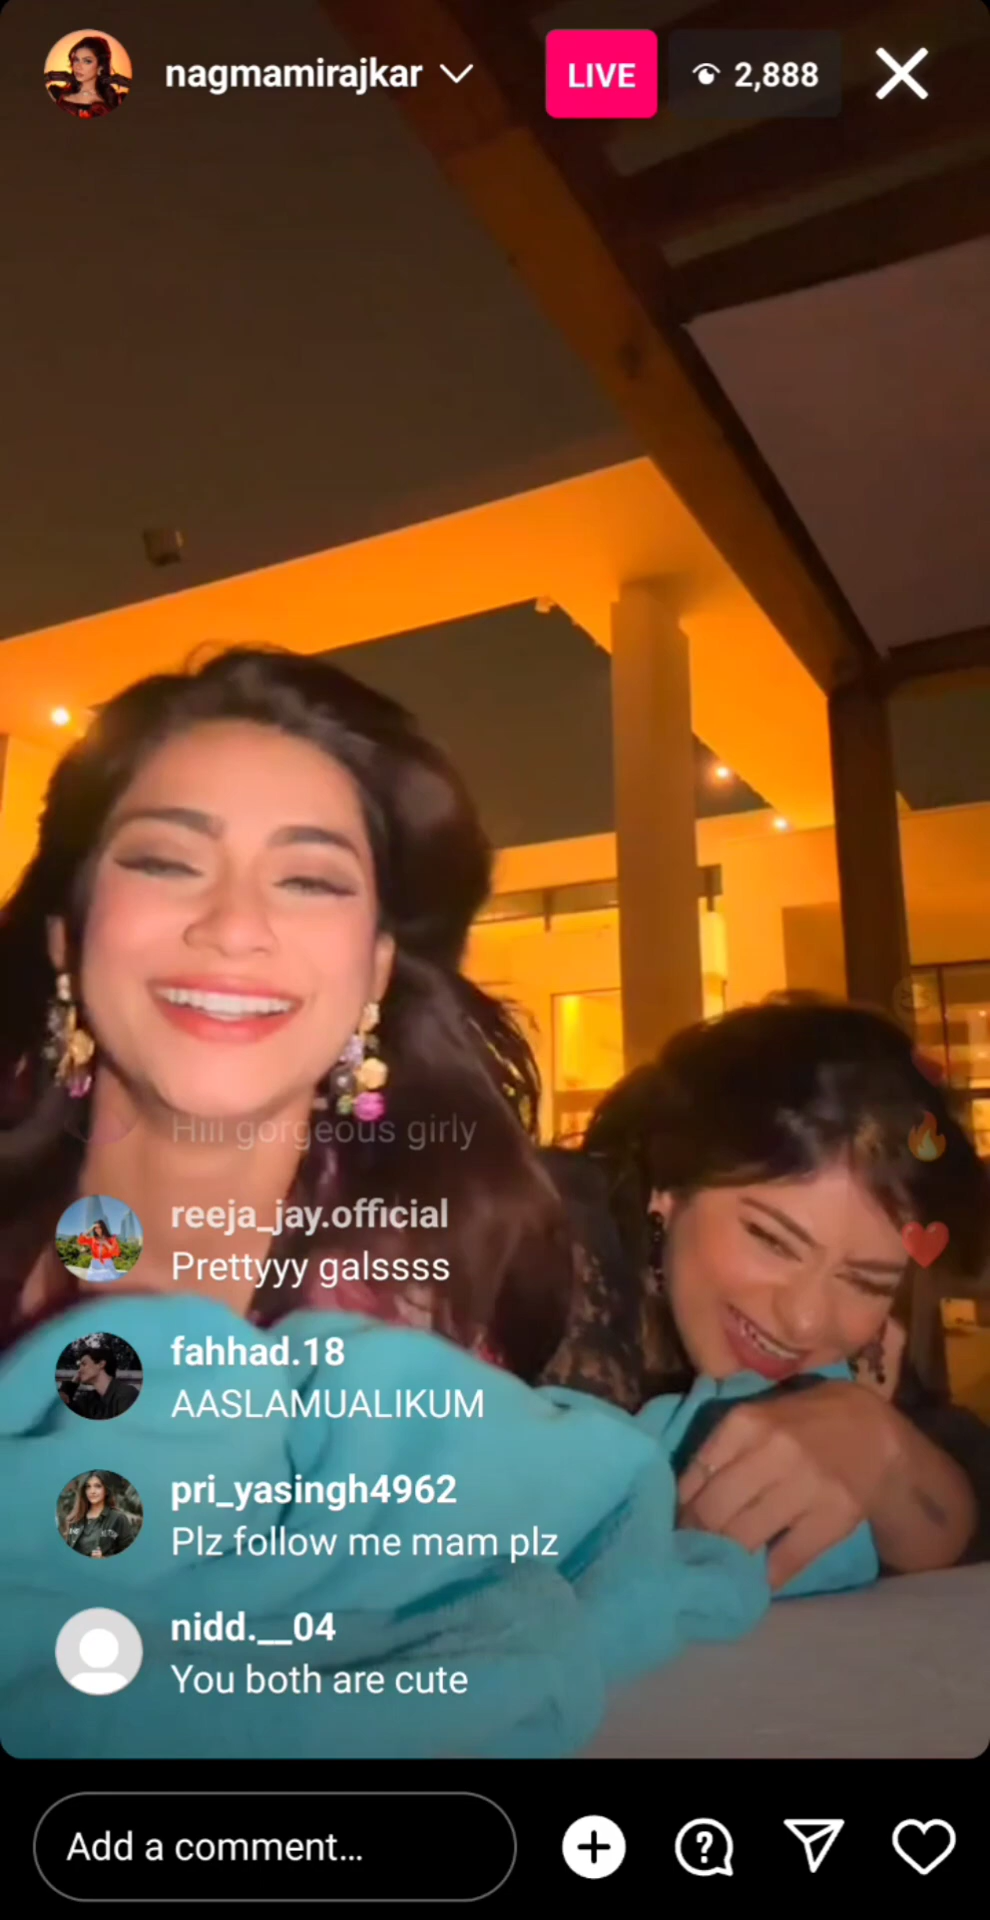 nagmamirajkar
LIVE
2,888
Hiii gorgeous girly
reeja_jay.official
Prettyyy galssss
fahhad.18
AASLAMUALIKUM
pri_yasingh4962
Plz follow me mam plz
nidd.__04
You both are cute
Add a comment...